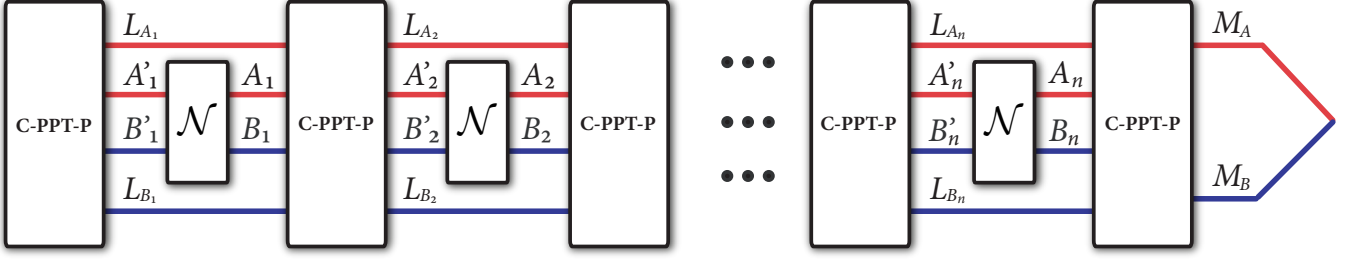 L_{A_1} L_{A_2} L_{A_n} M_A
A'_1 A_1 A'_2 A_2 A'_n A_n
C-PPT-P 𝒩 C-PPT-P 𝒩 C-PPT-P C-PPT-P 𝒩 C-PPT-P
B'_1 B_1 B'_2 B_2 B'_n B_n
L_{B_1} L_{B_2} L_{B_n} M_B